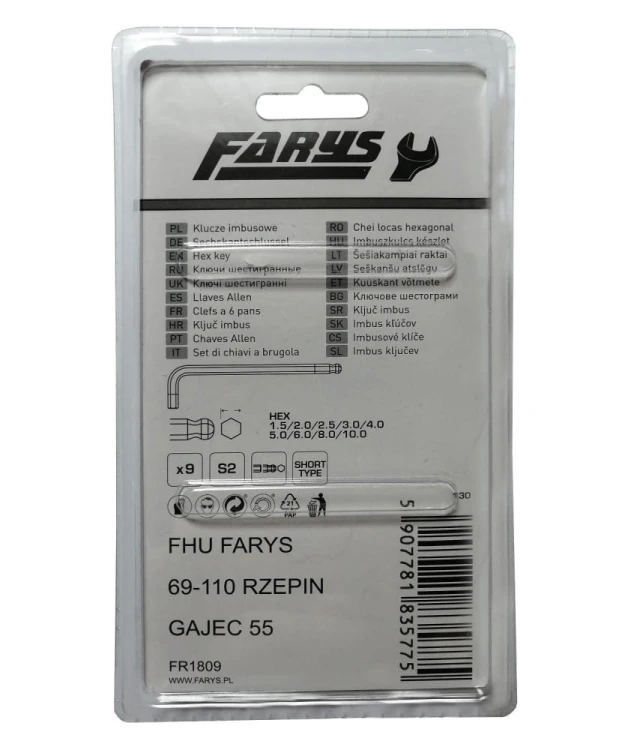 FARYS
PL Klucze imbusowe
DE Sechskantschlussel
EN Hex key
RU Ключи шестигранные
UK Ключі шестигранні
ES Llaves Allen
FR Clefs a 6 pans
HR Ključ imbus
PT Chaves Allen
IT Set di chiavi a brugola
RO Chei locas hexagonal
HU Imbuszkulcs készlet
LT Šešiakampiai raktai
LV Seškanšu atslēgu
ET Kuuskant võtmete
BG Ключове шестограми
SR Ključ imbus
SK Imbus kľúčov
CS Imbusové klíče
SL Imbus ključev
HEX
1.5/2.0/2.5/3.0/4.0
5.0/6.0/8.0/10.0
x9
S2
SHORT
TYPE
21
PAP
FHU FARYS
69-110 RZEPIN
GAJEC 55
FR1809
WWW.FARYS.PL
5 907781 835775